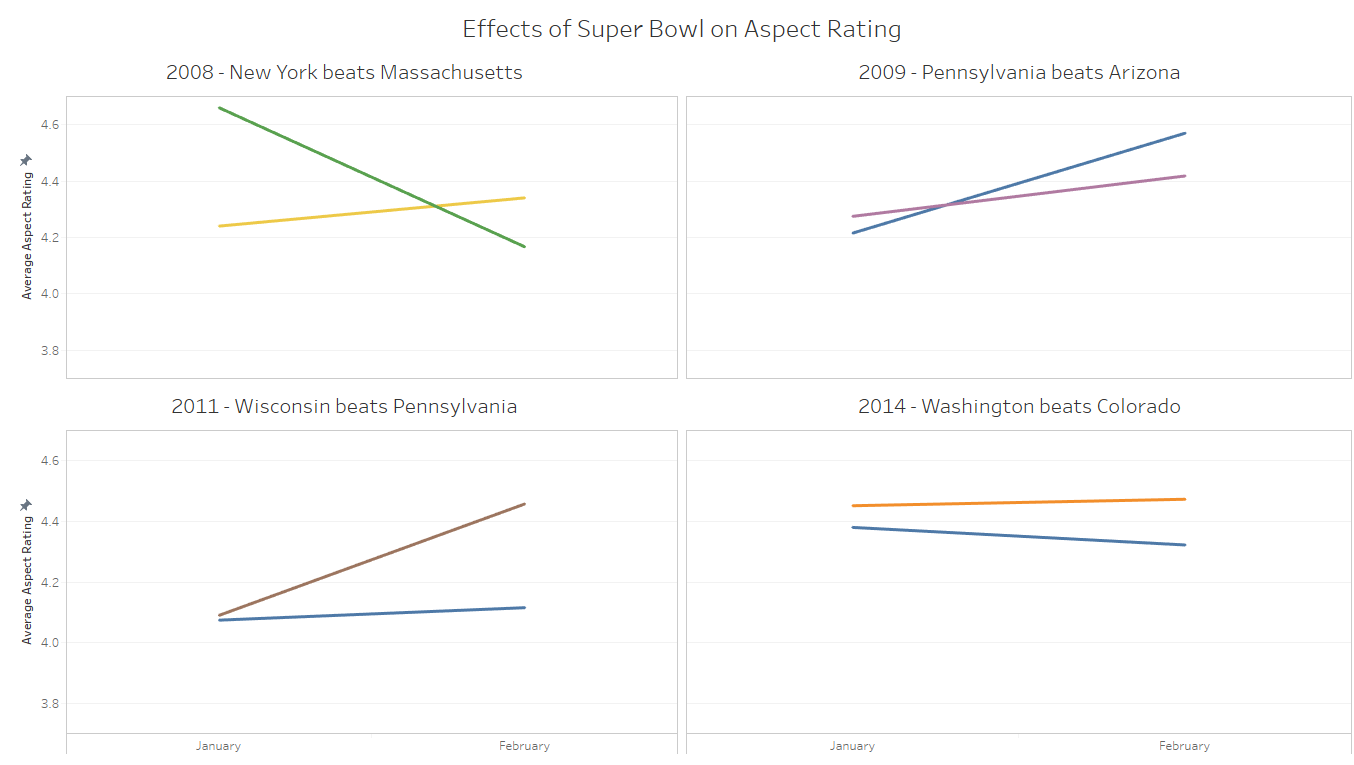 Effects of Super Bowl on Aspect Rating
2008 - New York beats Massachusetts
2009 - Pennsylvania beats Arizona
Average Aspect Rating
4.6
4.4
4.2
4.0
3.8
2011 - Wisconsin beats Pennsylvania
2014 - Washington beats Colorado
Average Aspect Rating
4.6
4.4
4.2
4.0
3.8
January
February
January
February